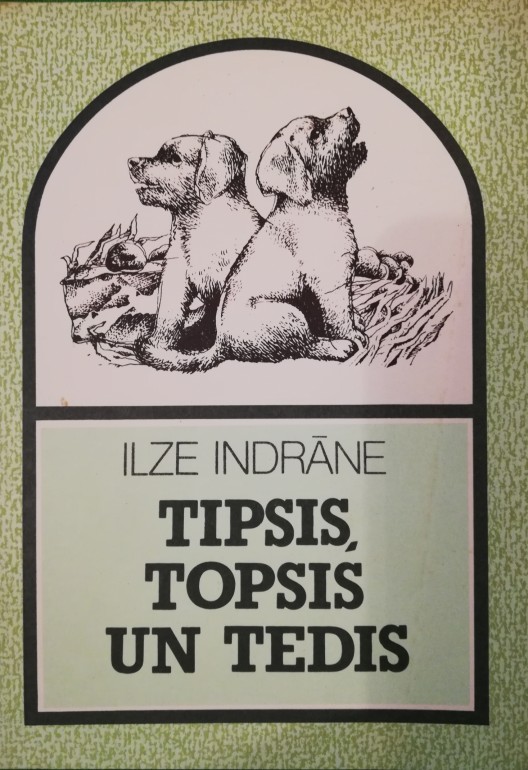 ILZE INDRĀNE
TIPSIS,
TOPSIS
UN TEDIS